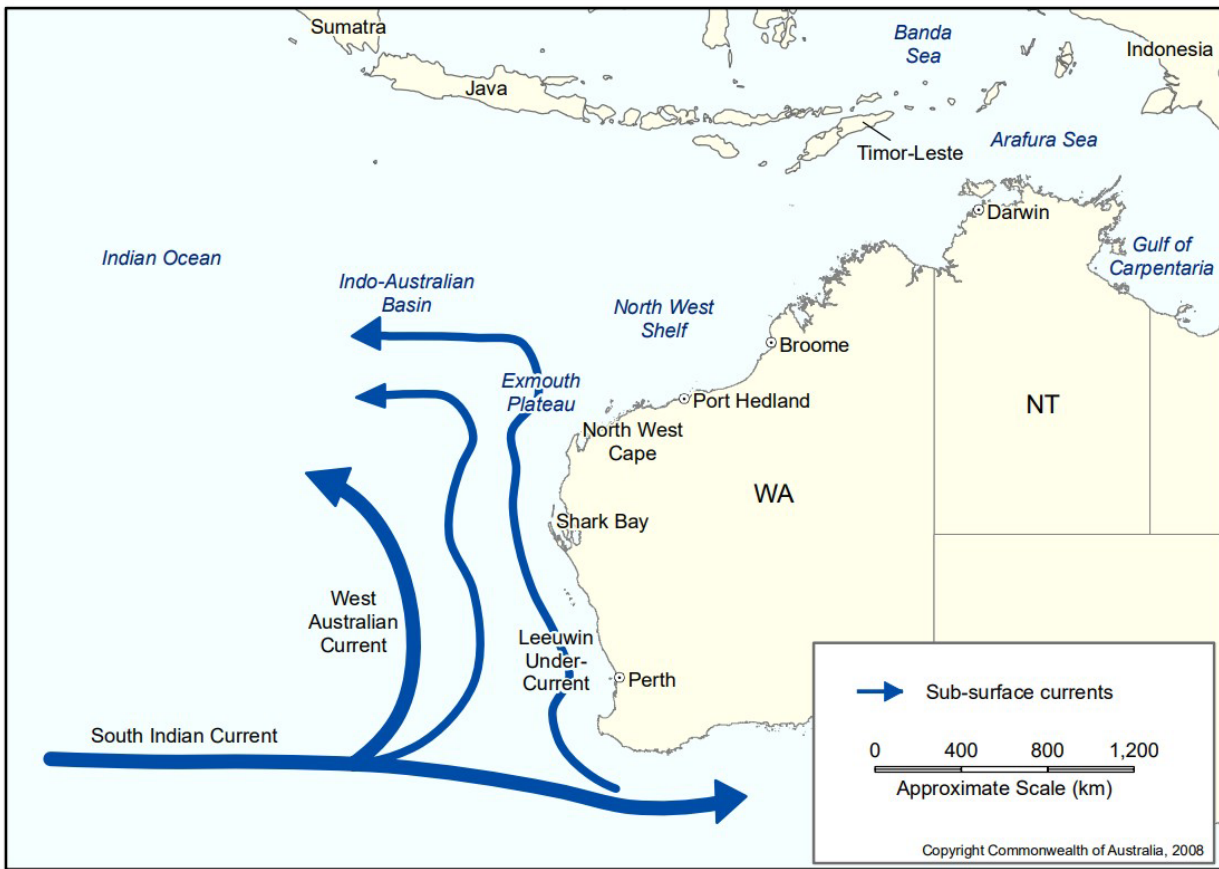 Sumatra
Java
Banda
Sea
Indonesia
Timor-Leste
Arafura Sea
Darwin
Gulf of
Carpentaria
Indian Ocean
Indo-Australian
Basin
North West
Shelf
Broome
Exmouth
Plateau
Port Hedland
NT
North West
Cape
WA
Shark Bay
West
Australian
Current
Leeuwin
Under-
Current
Perth
South Indian Current
Sub-surface currents
0 400 800 1,200
Approximate Scale (km)
Copyright Commonwealth of Australia, 2008